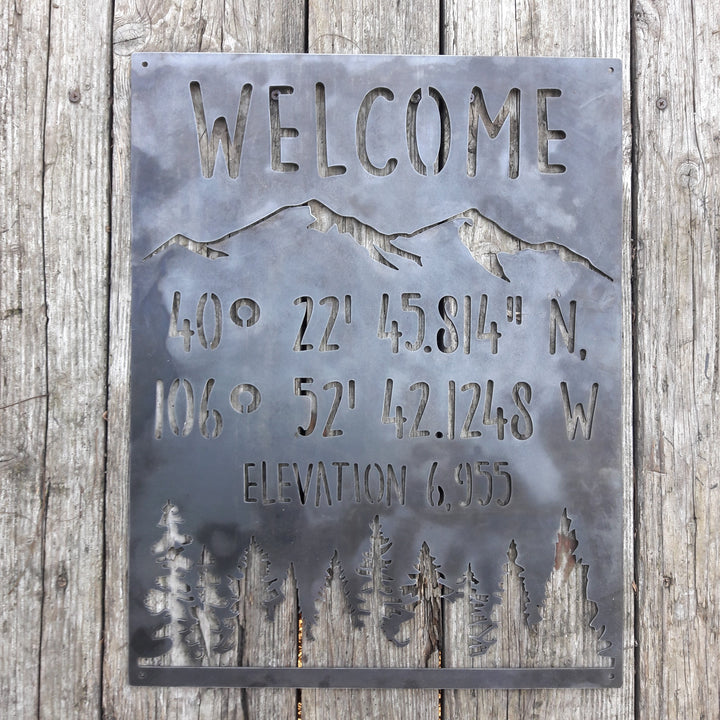 WELCOME
40° 22' 45.814" N,
106° 52' 42.1248 W
ELEVATION 6,955